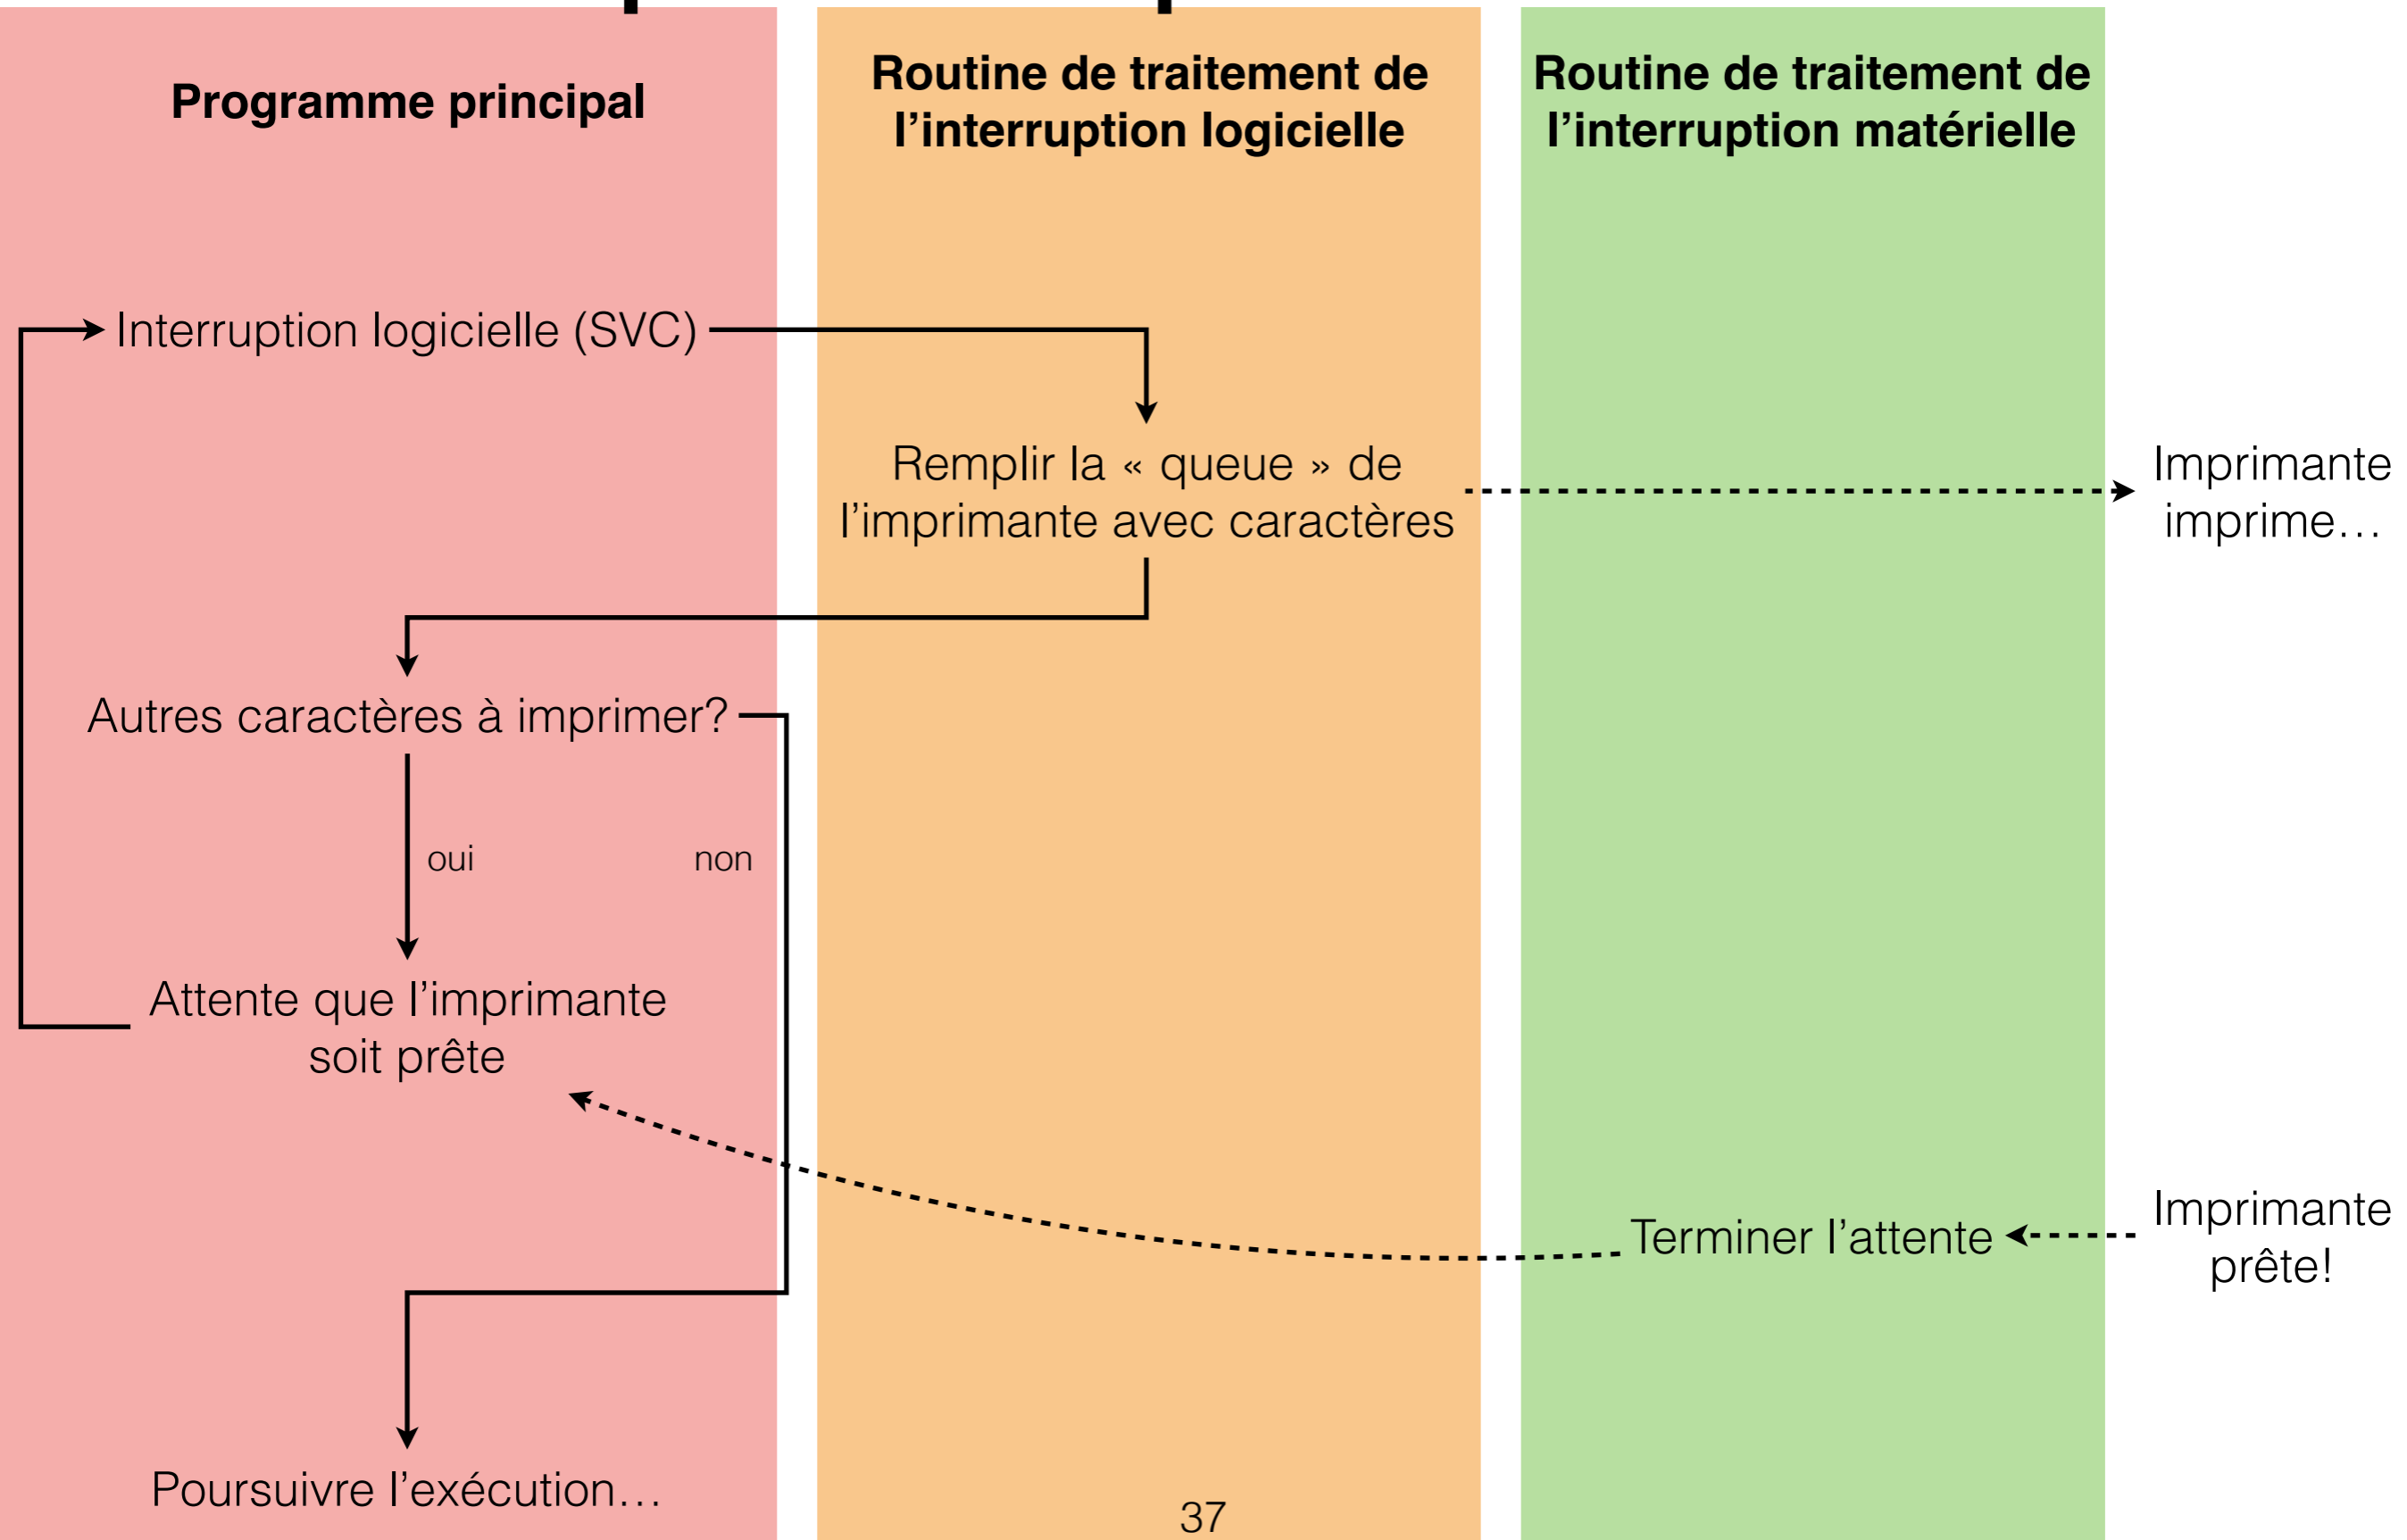 Programme principal
Routine de traitement de
l’interruption logicielle
Routine de traitement de
l’interruption matérielle
Interruption logicielle (SVC)
Remplir la « queue » de
l’imprimante avec caractères
Imprimante
imprime…
Autres caractères à imprimer?
oui
non
Attente que l’imprimante
soit prête
Terminer l’attente
Imprimante
prête!
Poursuivre l’exécution…
37